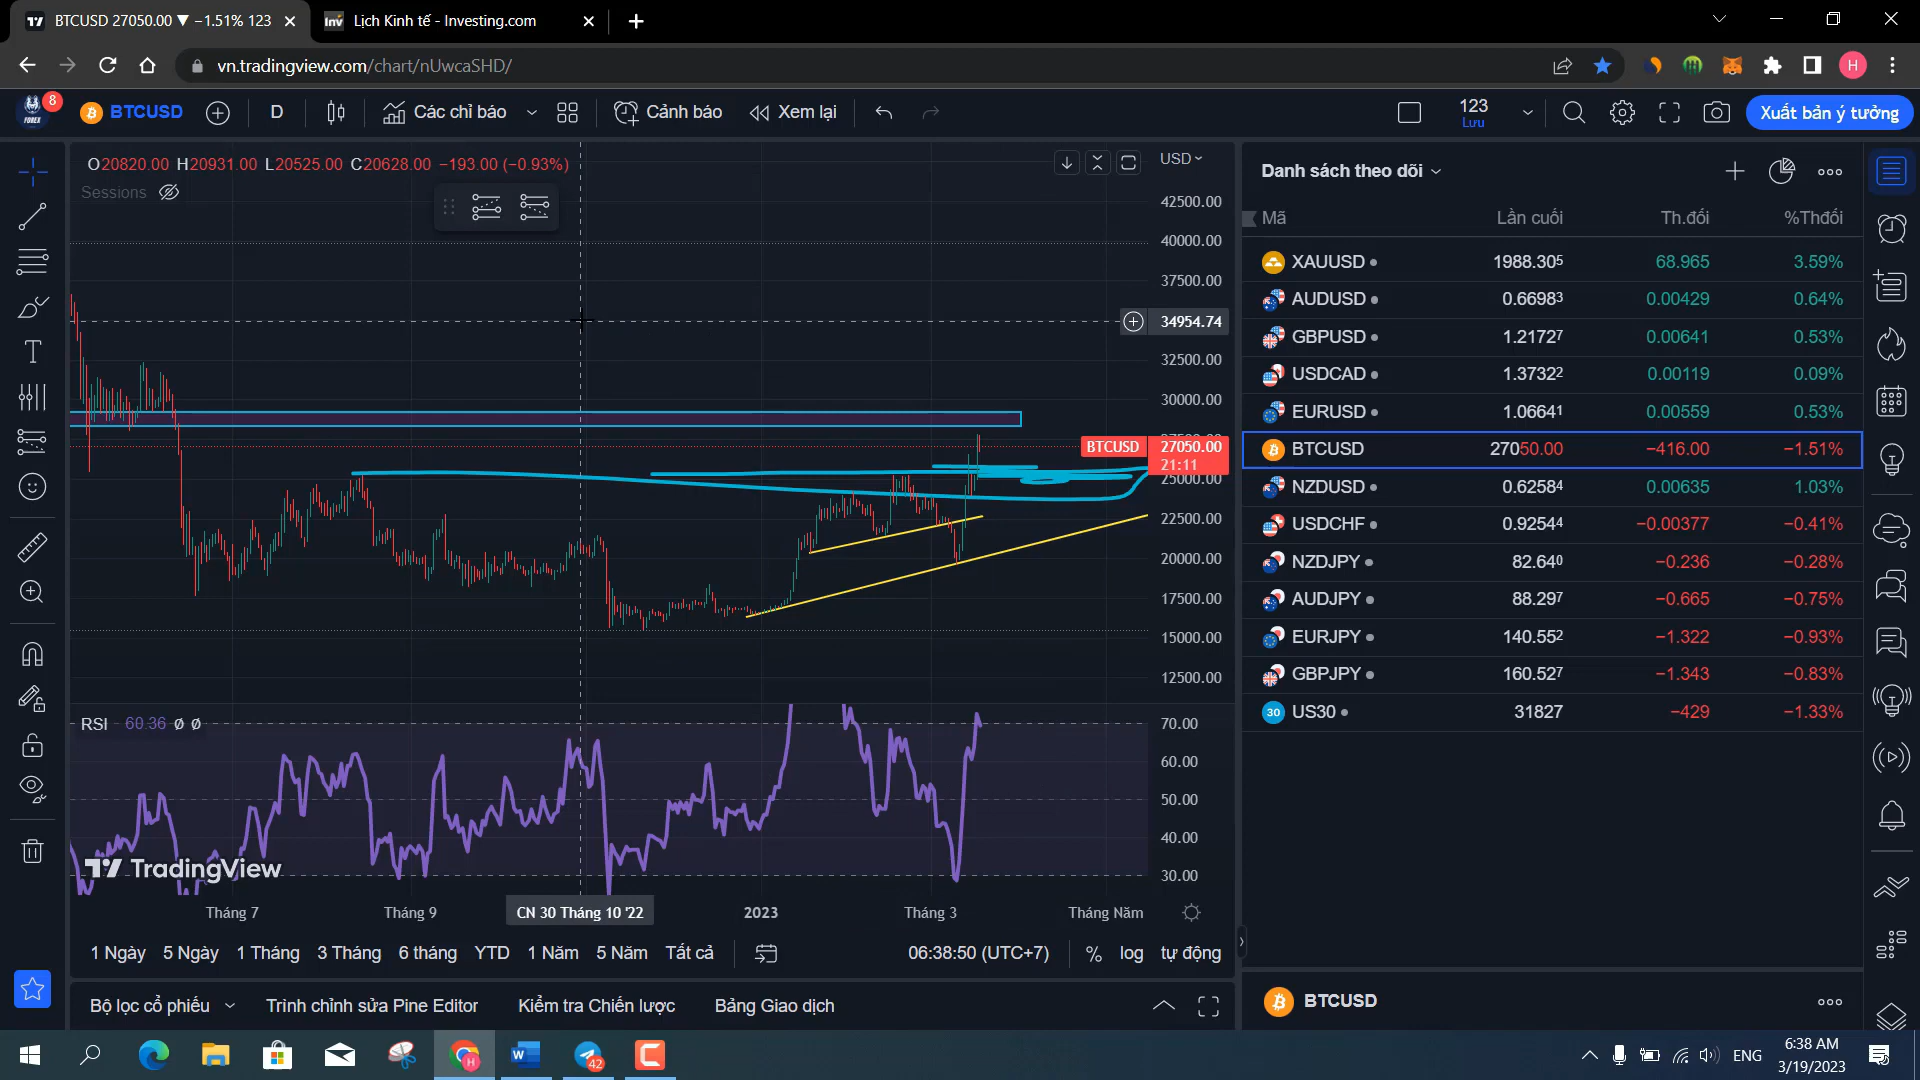 BTCUSD 27050.00 ▼ −1.51% 123
Lịch Kinh tế - Investing.com
vn.tradingview.com/chart/nUwcaSHD/
H
FOREX
8
BTCUSD
D
Các chỉ báo
Cảnh báo
Xem lại
123
Lưu
Xuất bản ý tưởng
O20820.00 H20931.00 L20525.00 C20628.00 −193.00 (−0.93%)
Sessions
USD
42500.00
40000.00
37500.00
34954.74
32500.00
30000.00
BTCUSD 27050.00
21:11
25000.00
22500.00
20000.00
17500.00
15000.00
12500.00
RSI 60.36 ø ø
70.00
60.00
50.00
40.00
30.00
TradingView
Tháng 7
Tháng 9
CN 30 Tháng 10 '22
2023
Tháng 3
Tháng Năm
1 Ngày 5 Ngày 1 Tháng 3 Tháng 6 tháng YTD 1 Năm 5 Năm Tất cả
06:38:50 (UTC+7)
% log tự động
Bộ lọc cổ phiếu
Trình chỉnh sửa Pine Editor
Kiểm tra Chiến lược
Bảng Giao dịch
Danh sách theo dõi
Mã Lần cuối Th.đối %Thđối
XAUUSD 1988.305 68.965 3.59%
AUDUSD 0.66983 0.00429 0.64%
GBPUSD 1.21727 0.00641 0.53%
USDCAD 1.37322 0.00119 0.09%
EURUSD 1.06641 0.00559 0.53%
BTCUSD 27050.00 −416.00 −1.51%
NZDUSD 0.62584 0.00635 1.03%
USDCHF 0.92544 −0.00377 −0.41%
NZDJPY 82.640 −0.236 −0.28%
AUDJPY 88.297 −0.665 −0.75%
EURJPY 140.552 −1.322 −0.93%
GBPJPY 160.527 −1.343 −0.83%
30 US30 31827 −429 −1.33%
BTCUSD
42
ENG
6:38 AM
3/19/2023